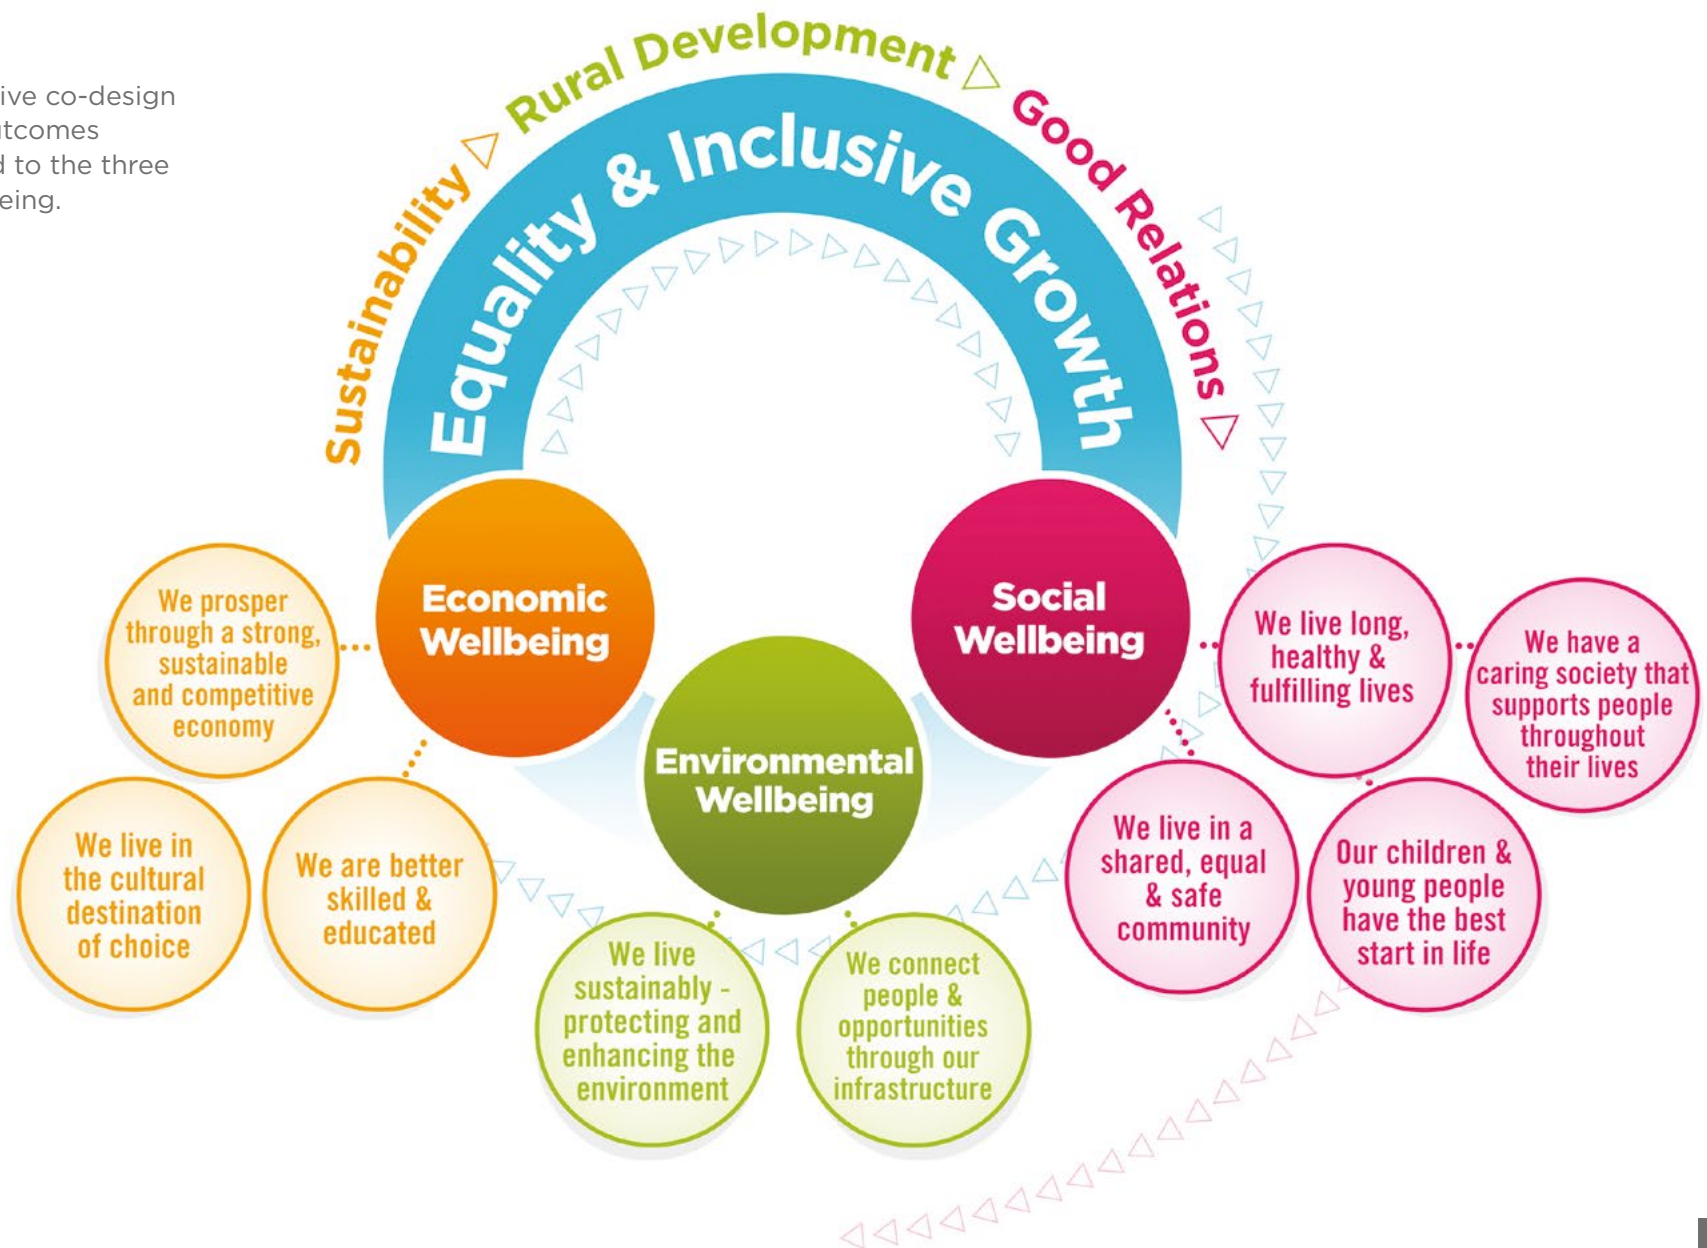 ive co-design
utcomes
d to the three
eing.
Sustainability
Rural Development
Good Relations
Equality & Inclusive Growth
Economic
Wellbeing
Environmental
Wellbeing
Social
Wellbeing
We prosper
through a strong,
sustainable
and competitive
economy
We live in
the cultural
destination
of choice
We are better
skilled &
educated
We live
sustainably -
protecting and
enhancing the
environment
We connect
people &
opportunities
through our
infrastructure
We live in a
shared, equal
& safe
community
We live long,
healthy &
fulfilling lives
Our children &
young people
have the best
start in life
We have a
caring society that
supports people
throughout
their lives